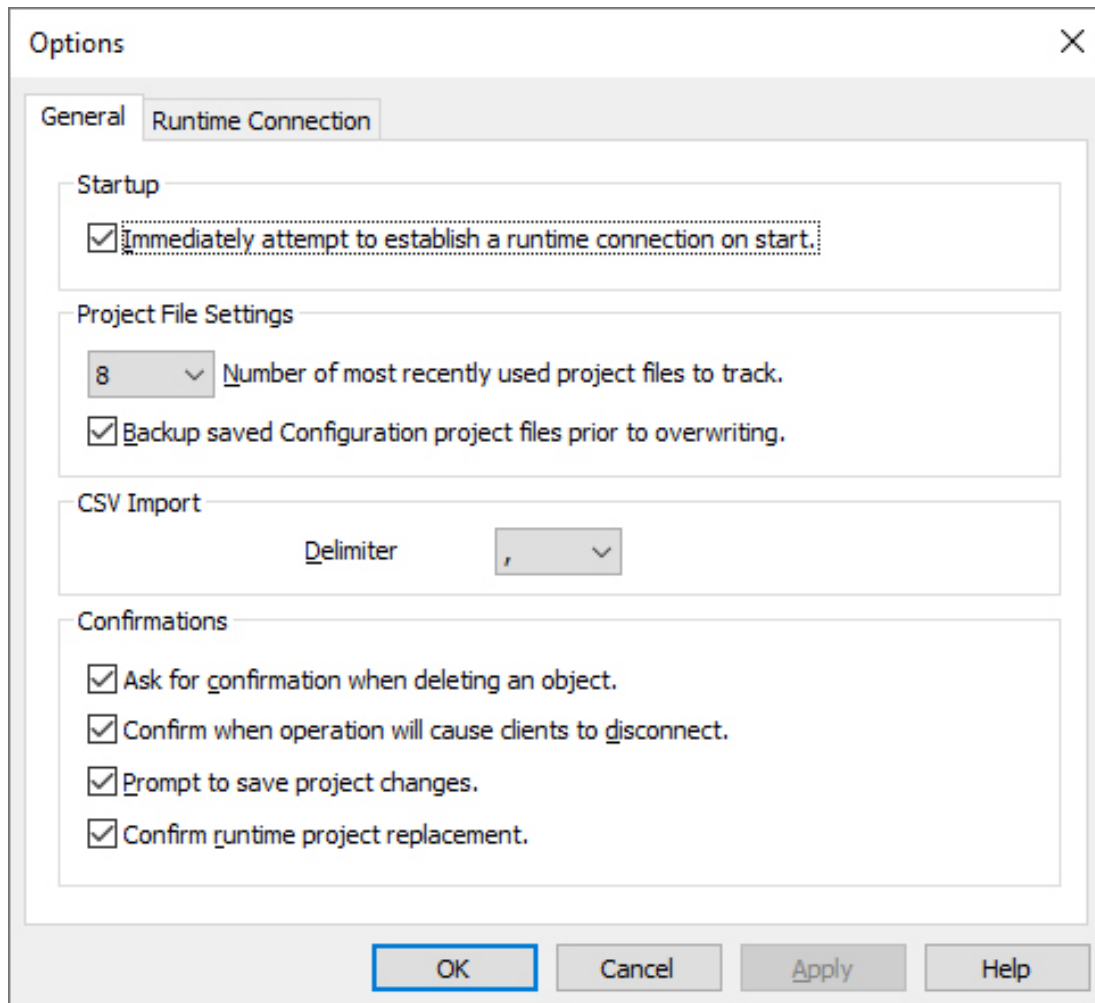 Options
General
Runtime Connection
Startup
Immediately attempt to establish a runtime connection on start.
Project File Settings
8
Number of most recently used project files to track.
Backup saved Configuration project files prior to overwriting.
CSV Import
Delimiter
,
Confirmations
Ask for confirmation when deleting an object.
Confirm when operation will cause clients to disconnect.
Prompt to save project changes.
Confirm runtime project replacement.
OK
Cancel
Apply
Help